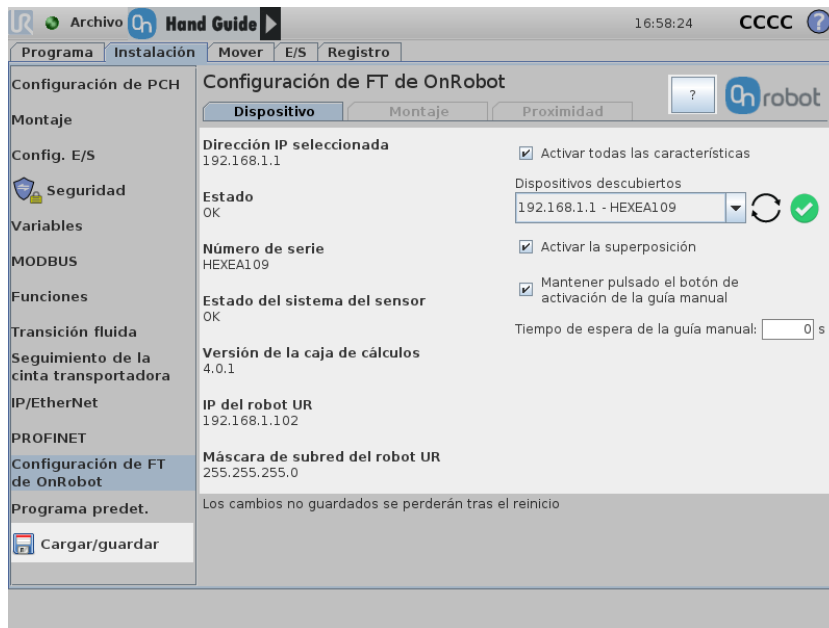 Archivo On Hand Guide
16:58:24
CCCC
?
Programa
Instalación
Mover
E/S
Registro
Configuración de PCH
Montaje
Config. E/S
Seguridad
Variables
MODBUS
Funciones
Transición fluida
Seguimiento de la
cinta transportadora
IP/EtherNet
PROFINET
Configuración de FT
de OnRobot
Programa predet.
Cargar/guardar
Configuración de FT de OnRobot
?
On robot
Dispositivo
Montaje
Proximidad
Dirección IP seleccionada
192.168.1.1
Estado
OK
Número de serie
HEXEA109
Estado del sistema del sensor
OK
Versión de la caja de cálculos
4.0.1
IP del robot UR
192.168.1.102
Máscara de subred del robot UR
255.255.255.0
Activar todas las características
Dispositivos descubiertos
192.168.1.1 - HEXEA109
Activar la superposición
Mantener pulsado el botón de
activación de la guía manual
Tiempo de espera de la guía manual: 0 s
Los cambios no guardados se perderán tras el reinicio